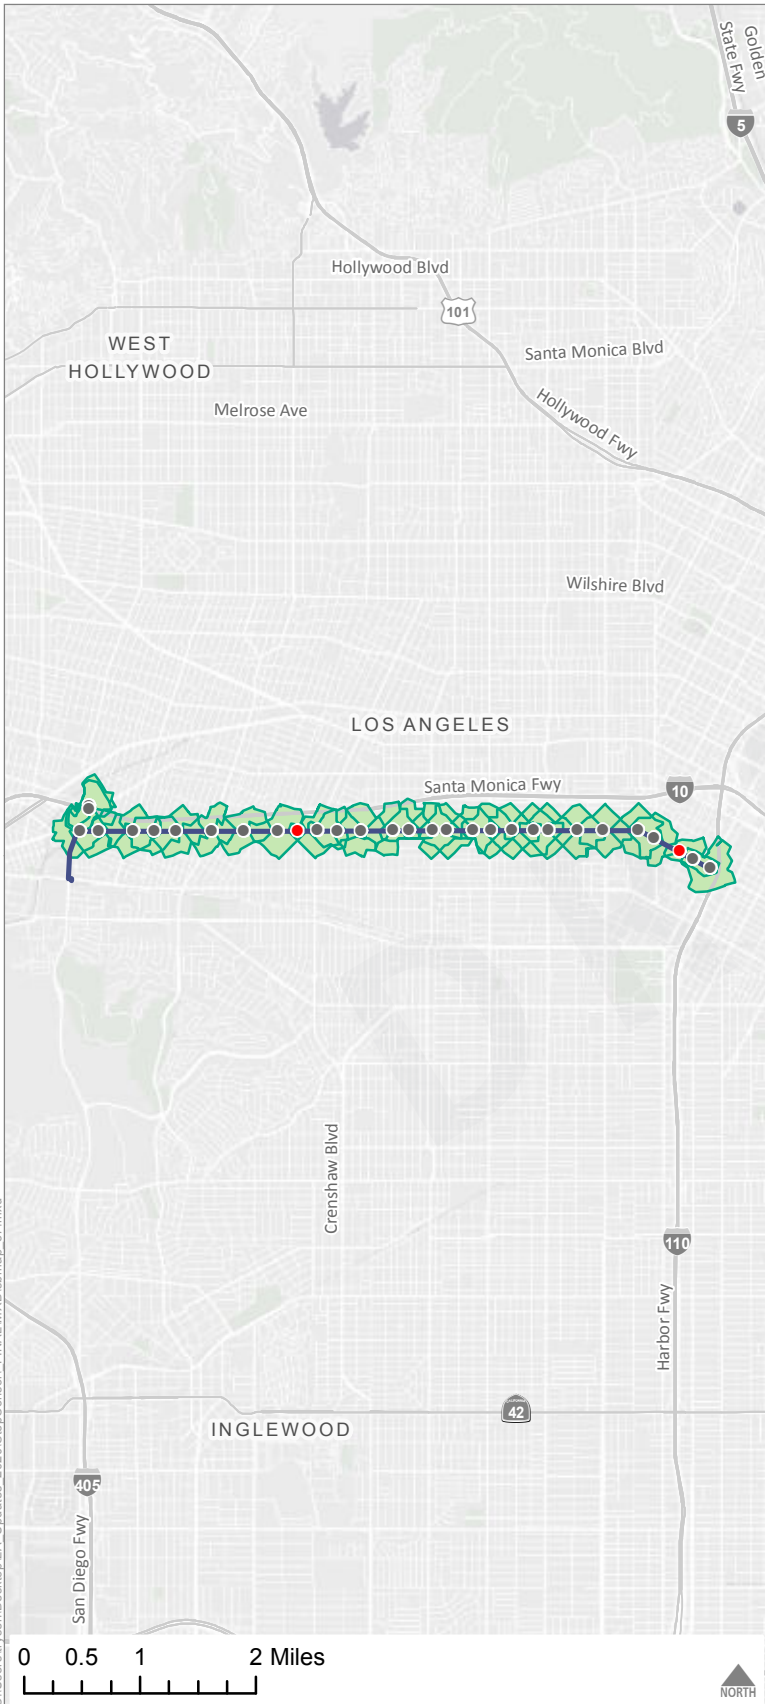 Golden
State Fwy
5
Hollywood Blvd
101
WEST
HOLLYWOOD
Santa Monica Blvd
Melrose Ave
Hollywood Fwy
Wilshire Blvd
LOS ANGELES
Santa Monica Fwy
10
Crenshaw Blvd
110
Harbor Fwy
42
INGLEWOOD
405
San Diego Fwy
0 0.5 1 2 Miles
NORTH